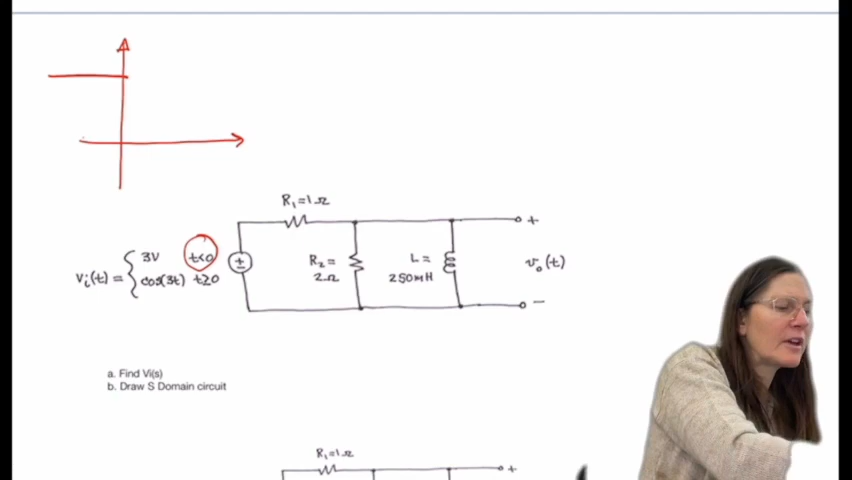 R₁=1Ω
vᵢ(t) = { 3V t<0
cos(3t) t≥0
±
R₂=
2Ω
L=
250mH
+
v₀(t)
−
a. Find Vi(s)
b. Draw S Domain circuit
R₁=1Ω
+